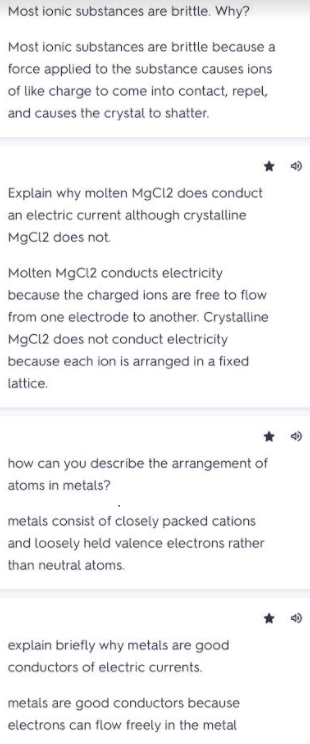 Most ionic substances are brittle. Why?
Most ionic substances are brittle because a
force applied to the substance causes ions
of like charge to come into contact, repel,
and causes the crystal to shatter.
Explain why molten MgCl2 does conduct
an electric current although crystalline
MgCl2 does not.
Molten MgCl2 conducts electricity
because the charged ions are free to flow
from one electrode to another. Crystalline
MgCl2 does not conduct electricity
because each ion is arranged in a fixed
lattice.
how can you describe the arrangement of
atoms in metals?
metals consist of closely packed cations
and loosely held valence electrons rather
than neutral atoms.
explain briefly why metals are good
conductors of electric currents.
metals are good conductors because
electrons can flow freely in the metal